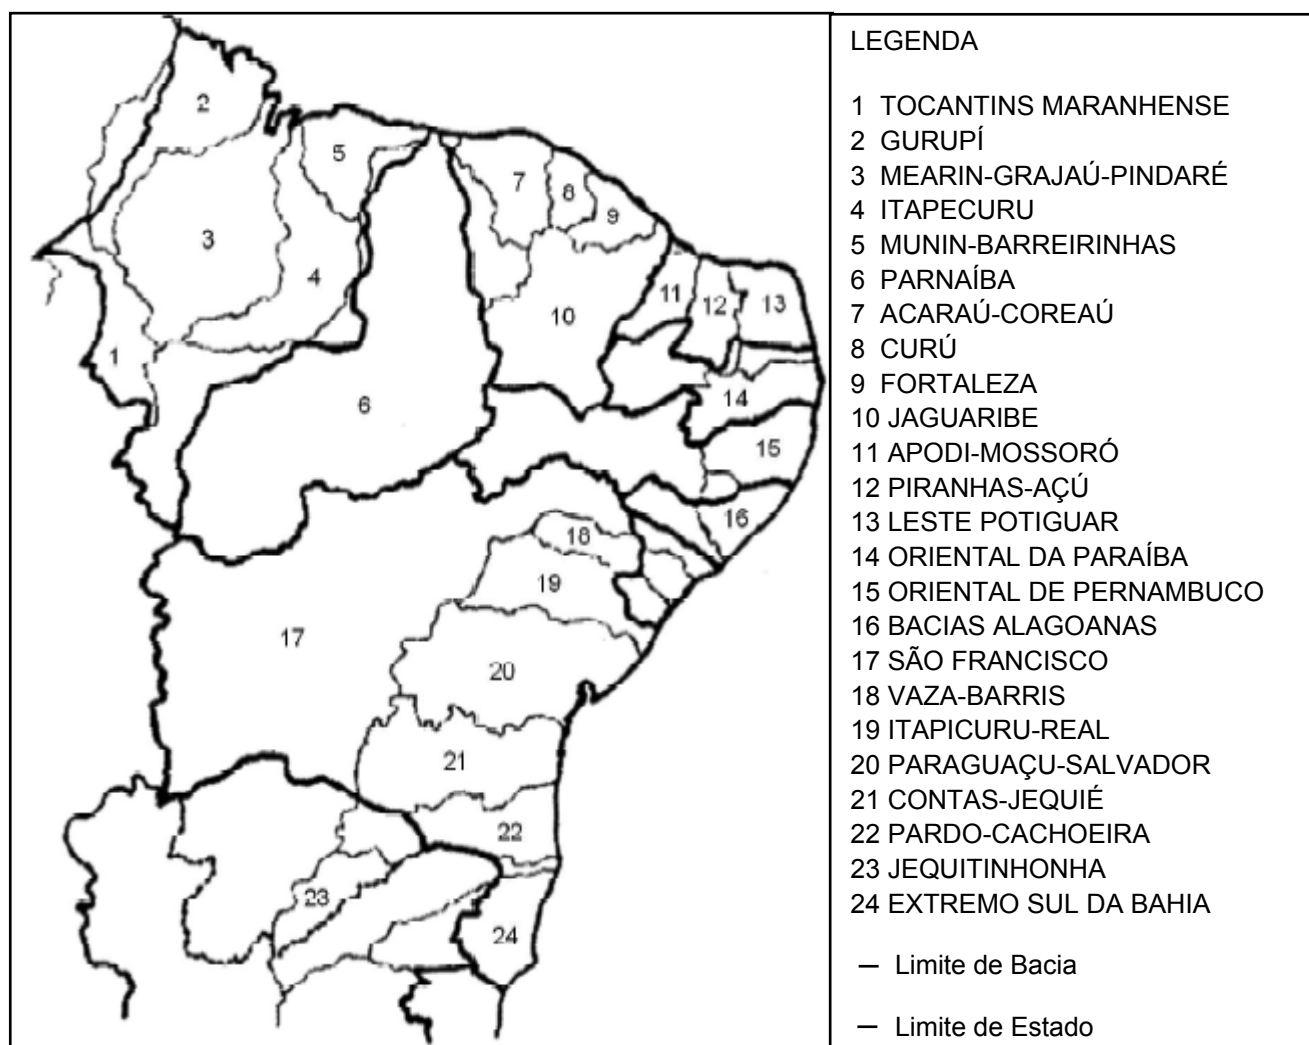 LEGENDA
1 TOCANTINS MARANHENSE
2 GURUPÍ
3 MEARIN-GRAJAÚ-PINDARÉ
4 ITAPECURU
5 MUNIN-BARREIRINHAS
6 PARNAÍBA
7 ACARAÚ-COREAÚ
8 CURÚ
9 FORTALEZA
10 JAGUARIBE
11 APODI-MOSSORÓ
12 PIRANHAS-AÇÚ
13 LESTE POTIGUAR
14 ORIENTAL DA PARAÍBA
15 ORIENTAL DE PERNAMBUCO
16 BACIAS ALAGOANAS
17 SÃO FRANCISCO
18 VAZA-BARRIS
19 ITAPICURU-REAL
20 PARAGUAÇU-SALVADOR
21 CONTAS-JEQUIÉ
22 PARDO-CACHOEIRA
23 JEQUITINHONHA
24 EXTREMO SUL DA BAHIA
— Limite de Bacia
— Limite de Estado
2
5
7
8
9
3
4
11
12
13
10
1
6
14
15
16
18
19
17
20
21
22
23
24